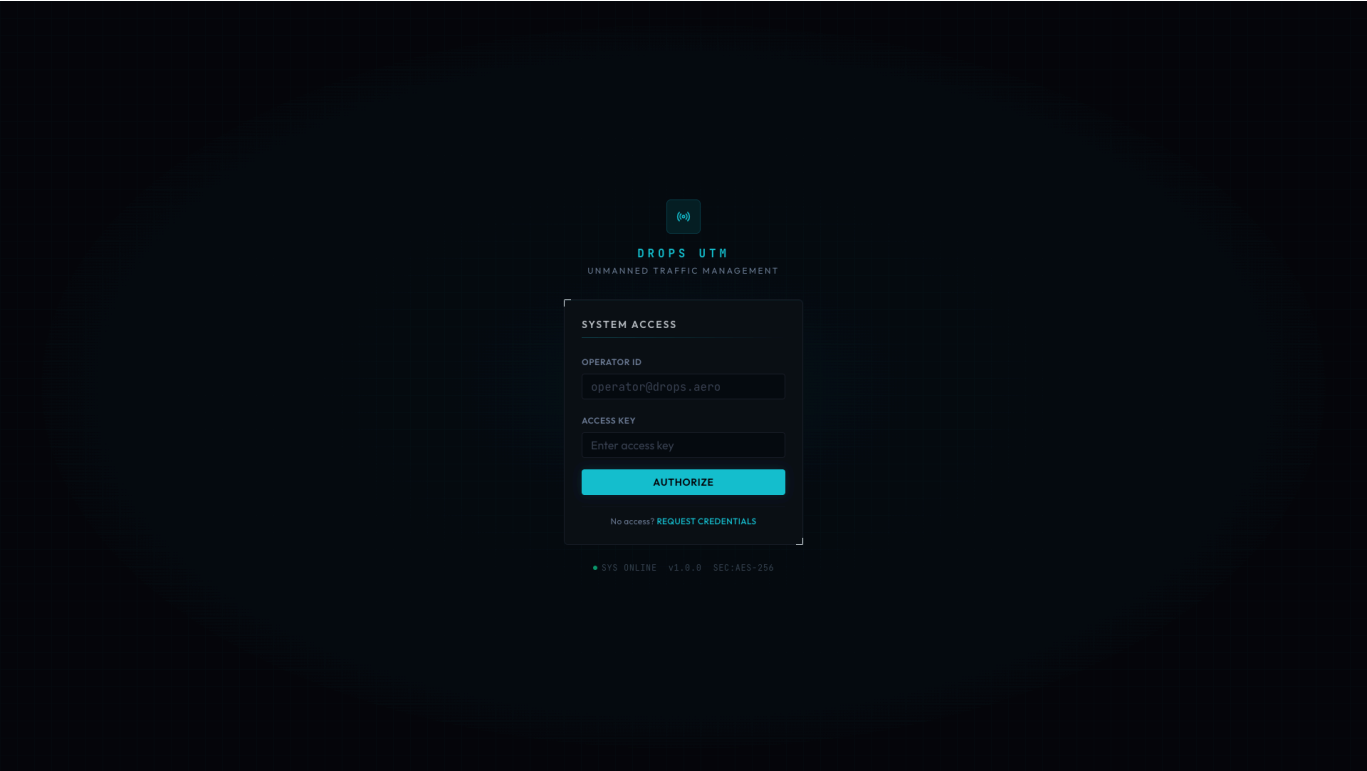 DROPS UTM
UNMANNED TRAFFIC MANAGEMENT
SYSTEM ACCESS
OPERATOR ID
operator@drops.aero
ACCESS KEY
Enter access key
AUTHORIZE
No access? REQUEST CREDENTIALS
SYS ONLINE v1.0.0 SEC:AES-256